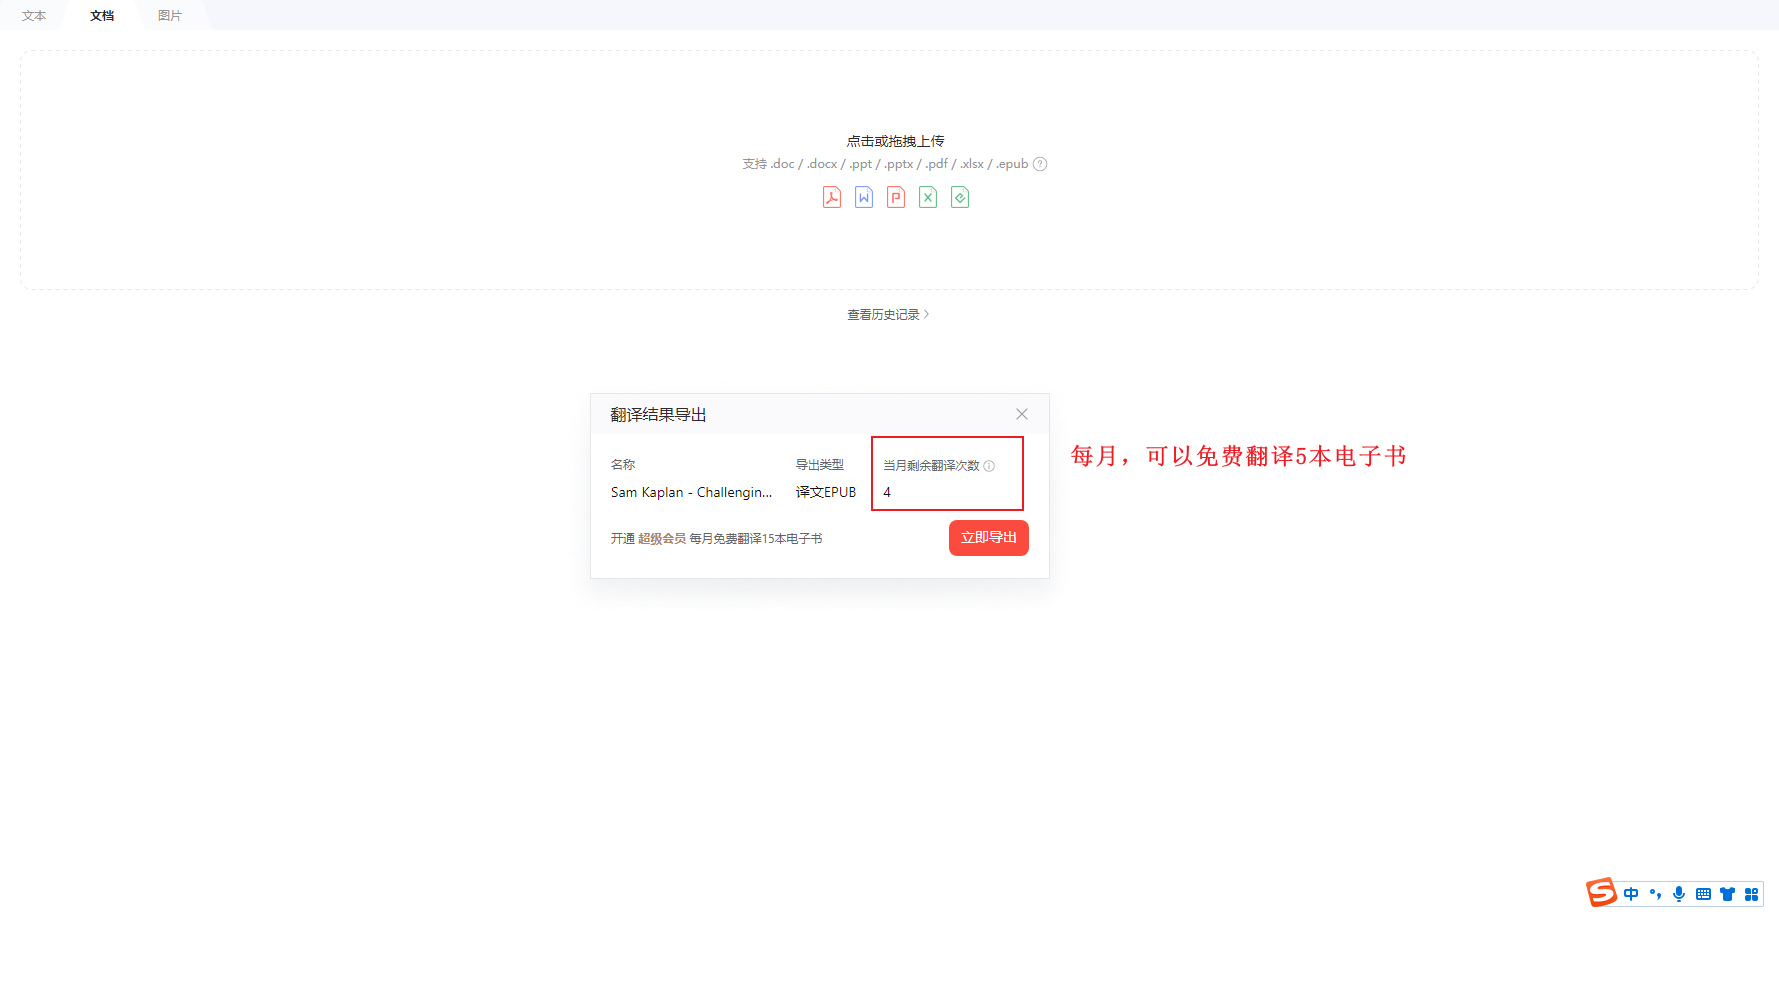 文本
文档
图片
点击或拖拽上传
支持 .doc / .docx / .ppt / .pptx / .pdf / .xlsx / .epub
查看历史记录
翻译结果导出
名称 导出类型 当月剩余翻译次数
Sam Kaplan - Challengin... 译文EPUB 4
开通 超级会员 每月免费翻译15本电子书 立即导出
每月，可以免费翻译5本电子书
中